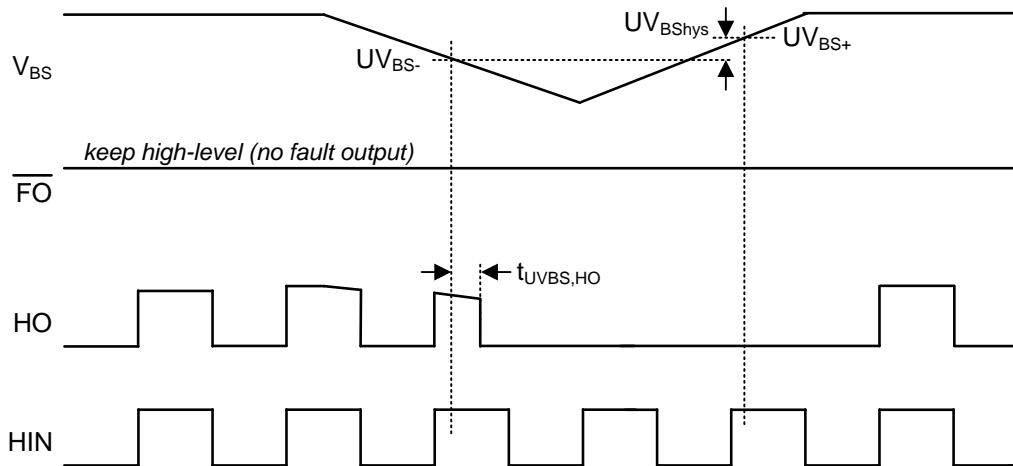 UVBShys
UVBS+
VBS
UVBS-
keep high-level (no fault output)
FO
tUVBS,HO
HO
HIN